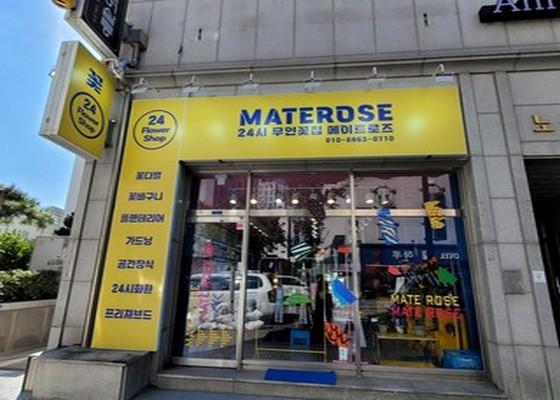 꽃
24
Flower
Shop
24
Flower
Shop
MATEROSE
24시 무인꽃집 메이트로즈
010-8963-0710
꽃다발
꽃바구니
플랜테리어
가드닝
공간장식
24시화환
프리저브드
MATE ROSE
MATE ROSE